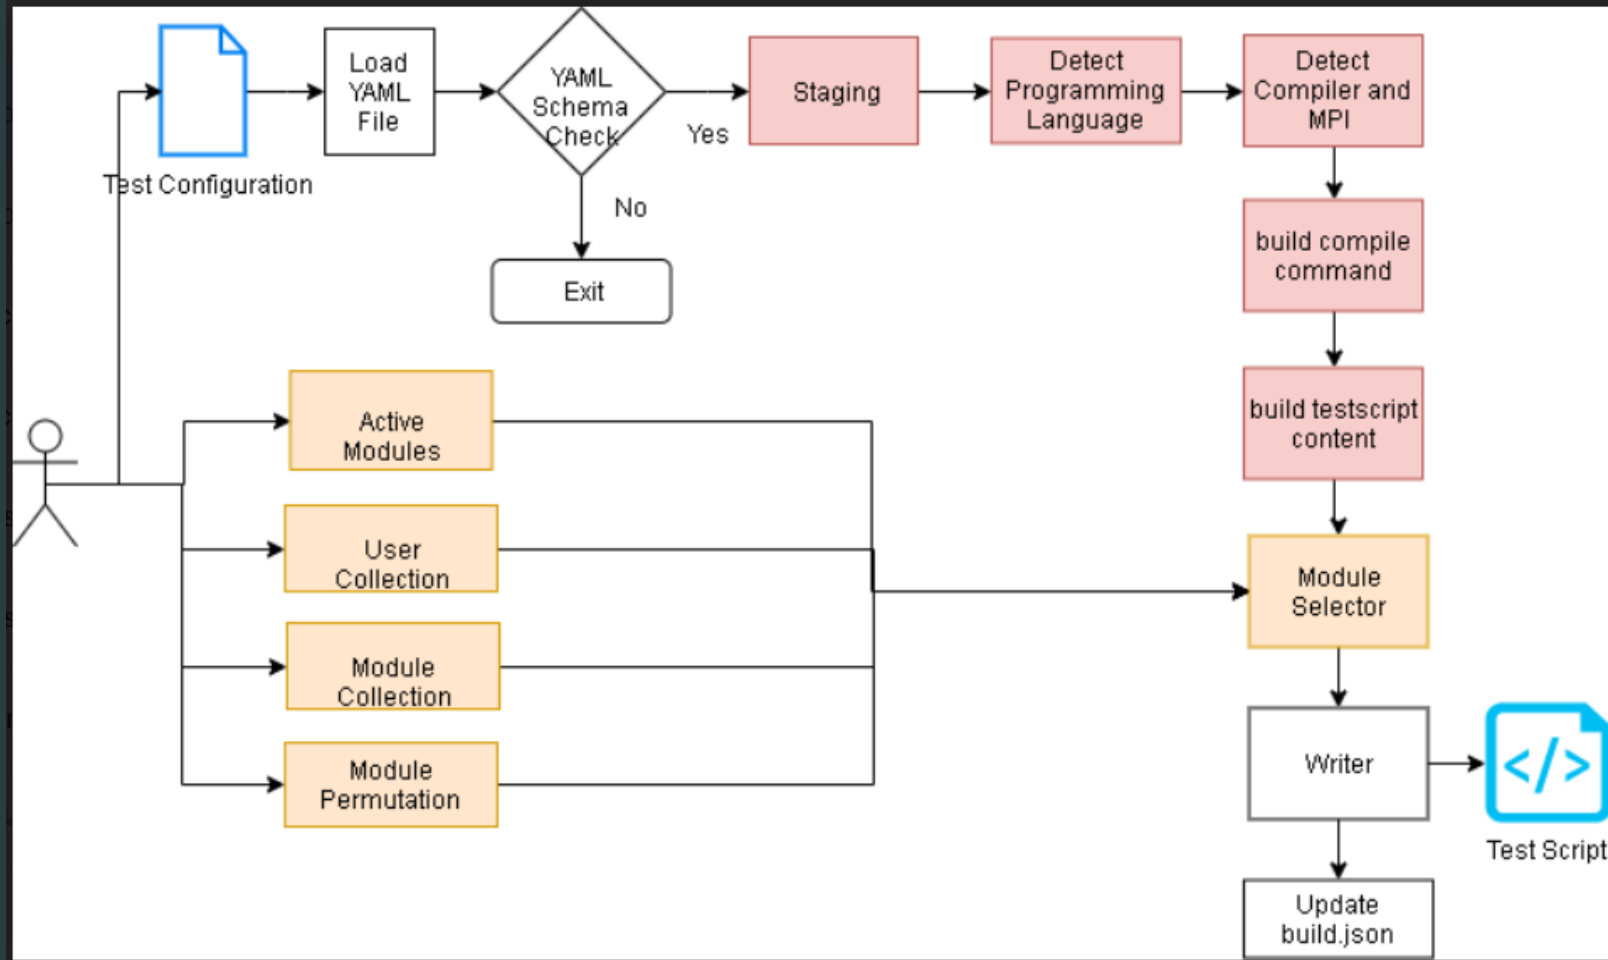 Load
YAML
File
YAML
Schema
Check
Yes
Staging
Detect
Programming
Language
Detect
Compiler and
MPI
Test Configuration
No
Exit
build compile
command
build testscript
content
Active
Modules
User
Collection
Module
Collection
Module
Permutation
Module
Selector
Writer
</>
Test Script
Update
build.json